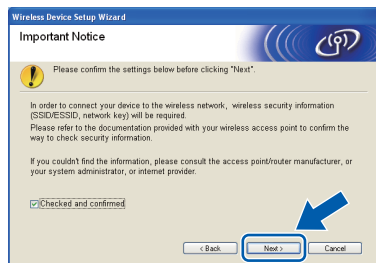 Wireless Device Setup Wizard
Important Notice
Please confirm the settings below before clicking "Next".
In order to connect your device to the wireless network, wireless security information
(SSID/ESSID, network key) will be required.
Please refer to the documentation provided with your wireless access point to confirm the
way to check security information.
If you couldn't find the information, please consult the access point/router manufacturer, or
your system administrator, or internet provider.
Checked and confirmed
< Back
Next >
Cancel